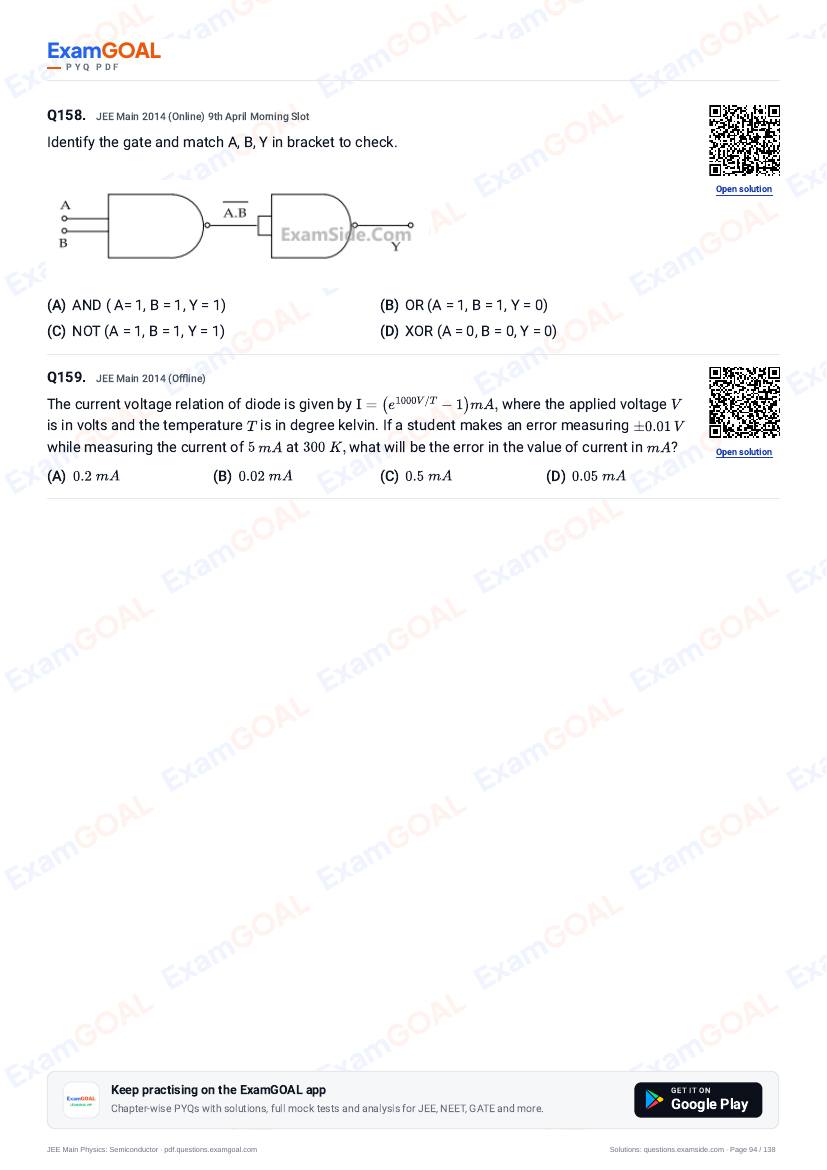 ExamGOAL
PYQ PDF
Q158. JEE Main 2014 (Online) 9th April Morning Slot
Identify the gate and match A, B, Y in bracket to check.
Open solution
A
B
A.B
ExamSide.Com
Y
(A) AND ( A= 1, B = 1, Y = 1)
(B) OR (A = 1, B = 1, Y = 0)
(C) NOT (A = 1, B = 1, Y = 1)
(D) XOR (A = 0, B = 0, Y = 0)
Q159. JEE Main 2014 (Offline)
The current voltage relation of diode is given by I = (e^{1000V/T} − 1)mA, where the applied voltage V
is in volts and the temperature T is in degree kelvin. If a student makes an error measuring ±0.01 V
while measuring the current of 5 mA at 300 K, what will be the error in the value of current in mA?
Open solution
(A) 0.2 mA
(B) 0.02 mA
(C) 0.5 mA
(D) 0.05 mA
Keep practising on the ExamGOAL app
Chapter-wise PYQs with solutions, full mock tests and analysis for JEE, NEET, GATE and more.
GET IT ON
Google Play
JEE Main Physics: Semiconductor · pdf.questions.examgoal.com
Solutions: questions.examside.com · Page 94 / 138